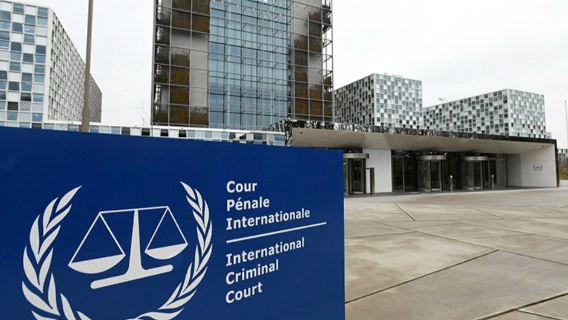 Cour
Pénale
Internationale
International
Criminal
Court